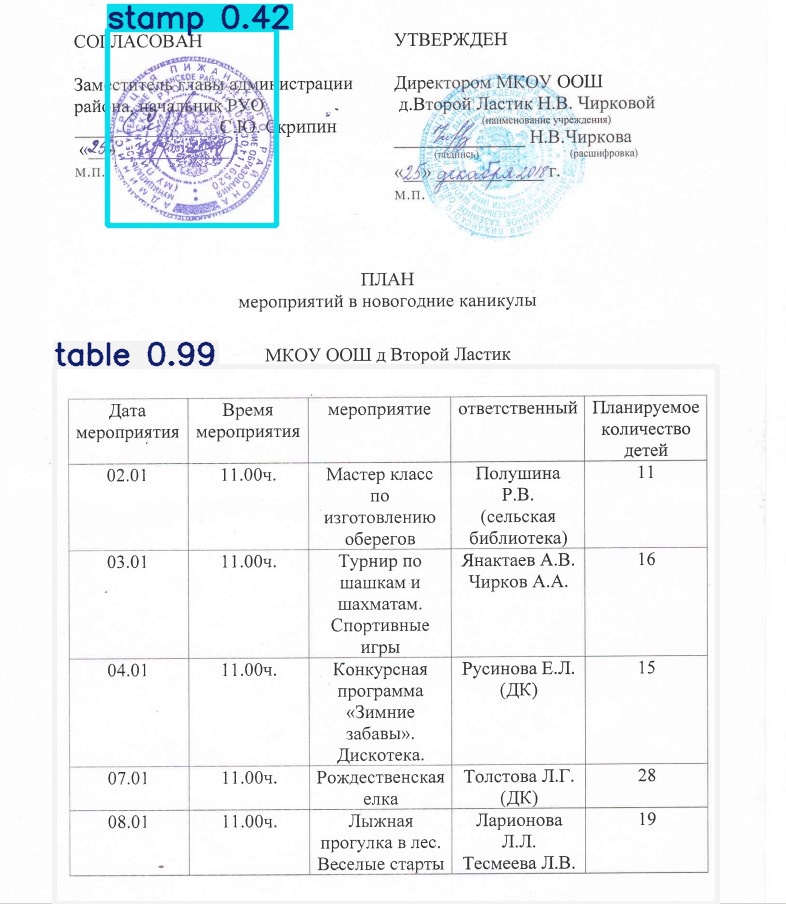 stamp 0.42
СОГЛАСОВАН
УТВЕРЖДЕН
Заместитель главы администрации
района, начальник РУО
С.Ю. Скрипин
«25»
м.п.
Директором МКОУ ООШ
д.Второй Ластик Н.В. Чирковой
(наименование учреждения)
Н.В.Чиркова
(подпись) (расшифровка)
«25» декабря 2018 г.
м.п.
ПЛАН
мероприятий в новогодние каникулы
table 0.99
МКОУ ООШ д Второй Ластик
Дата мероприятия Время мероприятия мероприятие ответственный Планируемое количество детей
02.01 11.00ч. Мастер класс по изготовлению оберегов Полушина Р.В. (сельская библиотека) 11
03.01 11.00ч. Турнир по шашкам и шахматам. Спортивные игры Янактаев А.В. Чирков А.А. 16
04.01 11.00ч. Конкурсная программа «Зимние забавы». Дискотека. Русинова Е.Л. (ДК) 15
07.01 11.00ч. Рождественская елка Толстова Л.Г. (ДК) 28
08.01 11.00ч. Лыжная прогулка в лес. Веселые старты Ларионова Л.Л. Тесмеева Л.В. 19